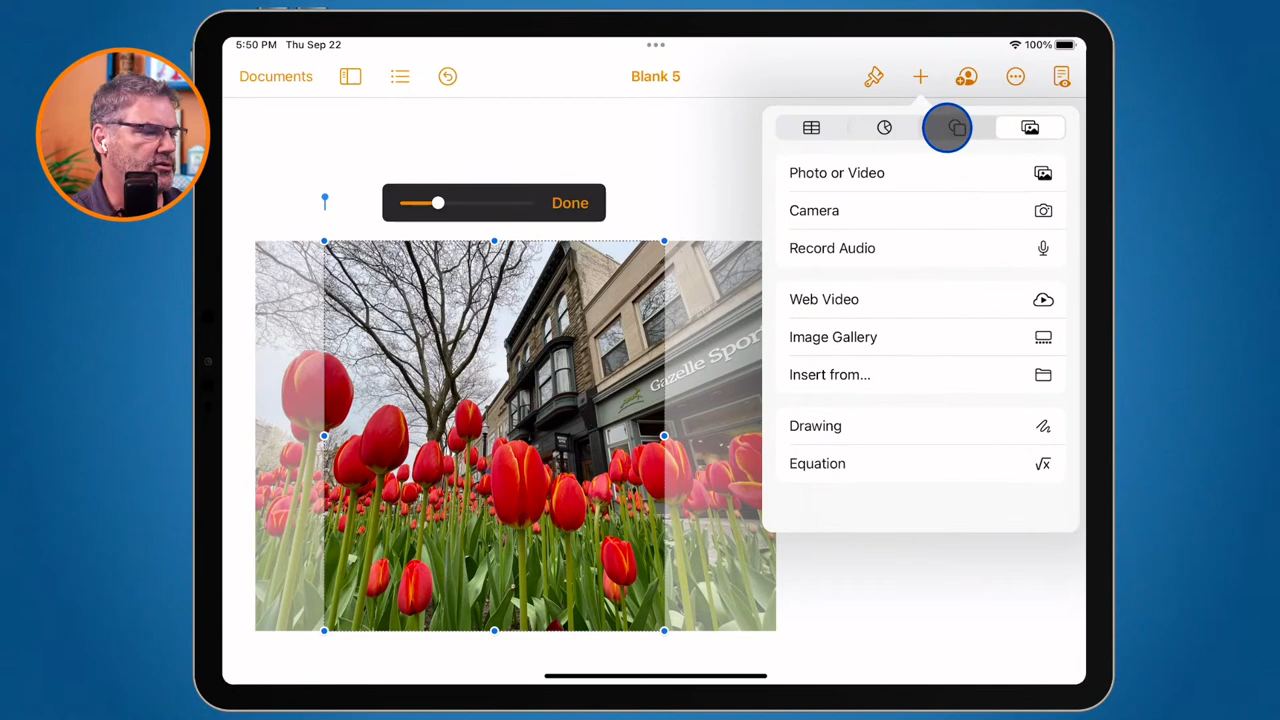 5:50 PM Thu Sep 22
100%
Documents
Blank 5
Done
Photo or Video
Camera
Record Audio
Web Video
Image Gallery
Insert from...
Drawing
Equation
√x
Gazelle Spor